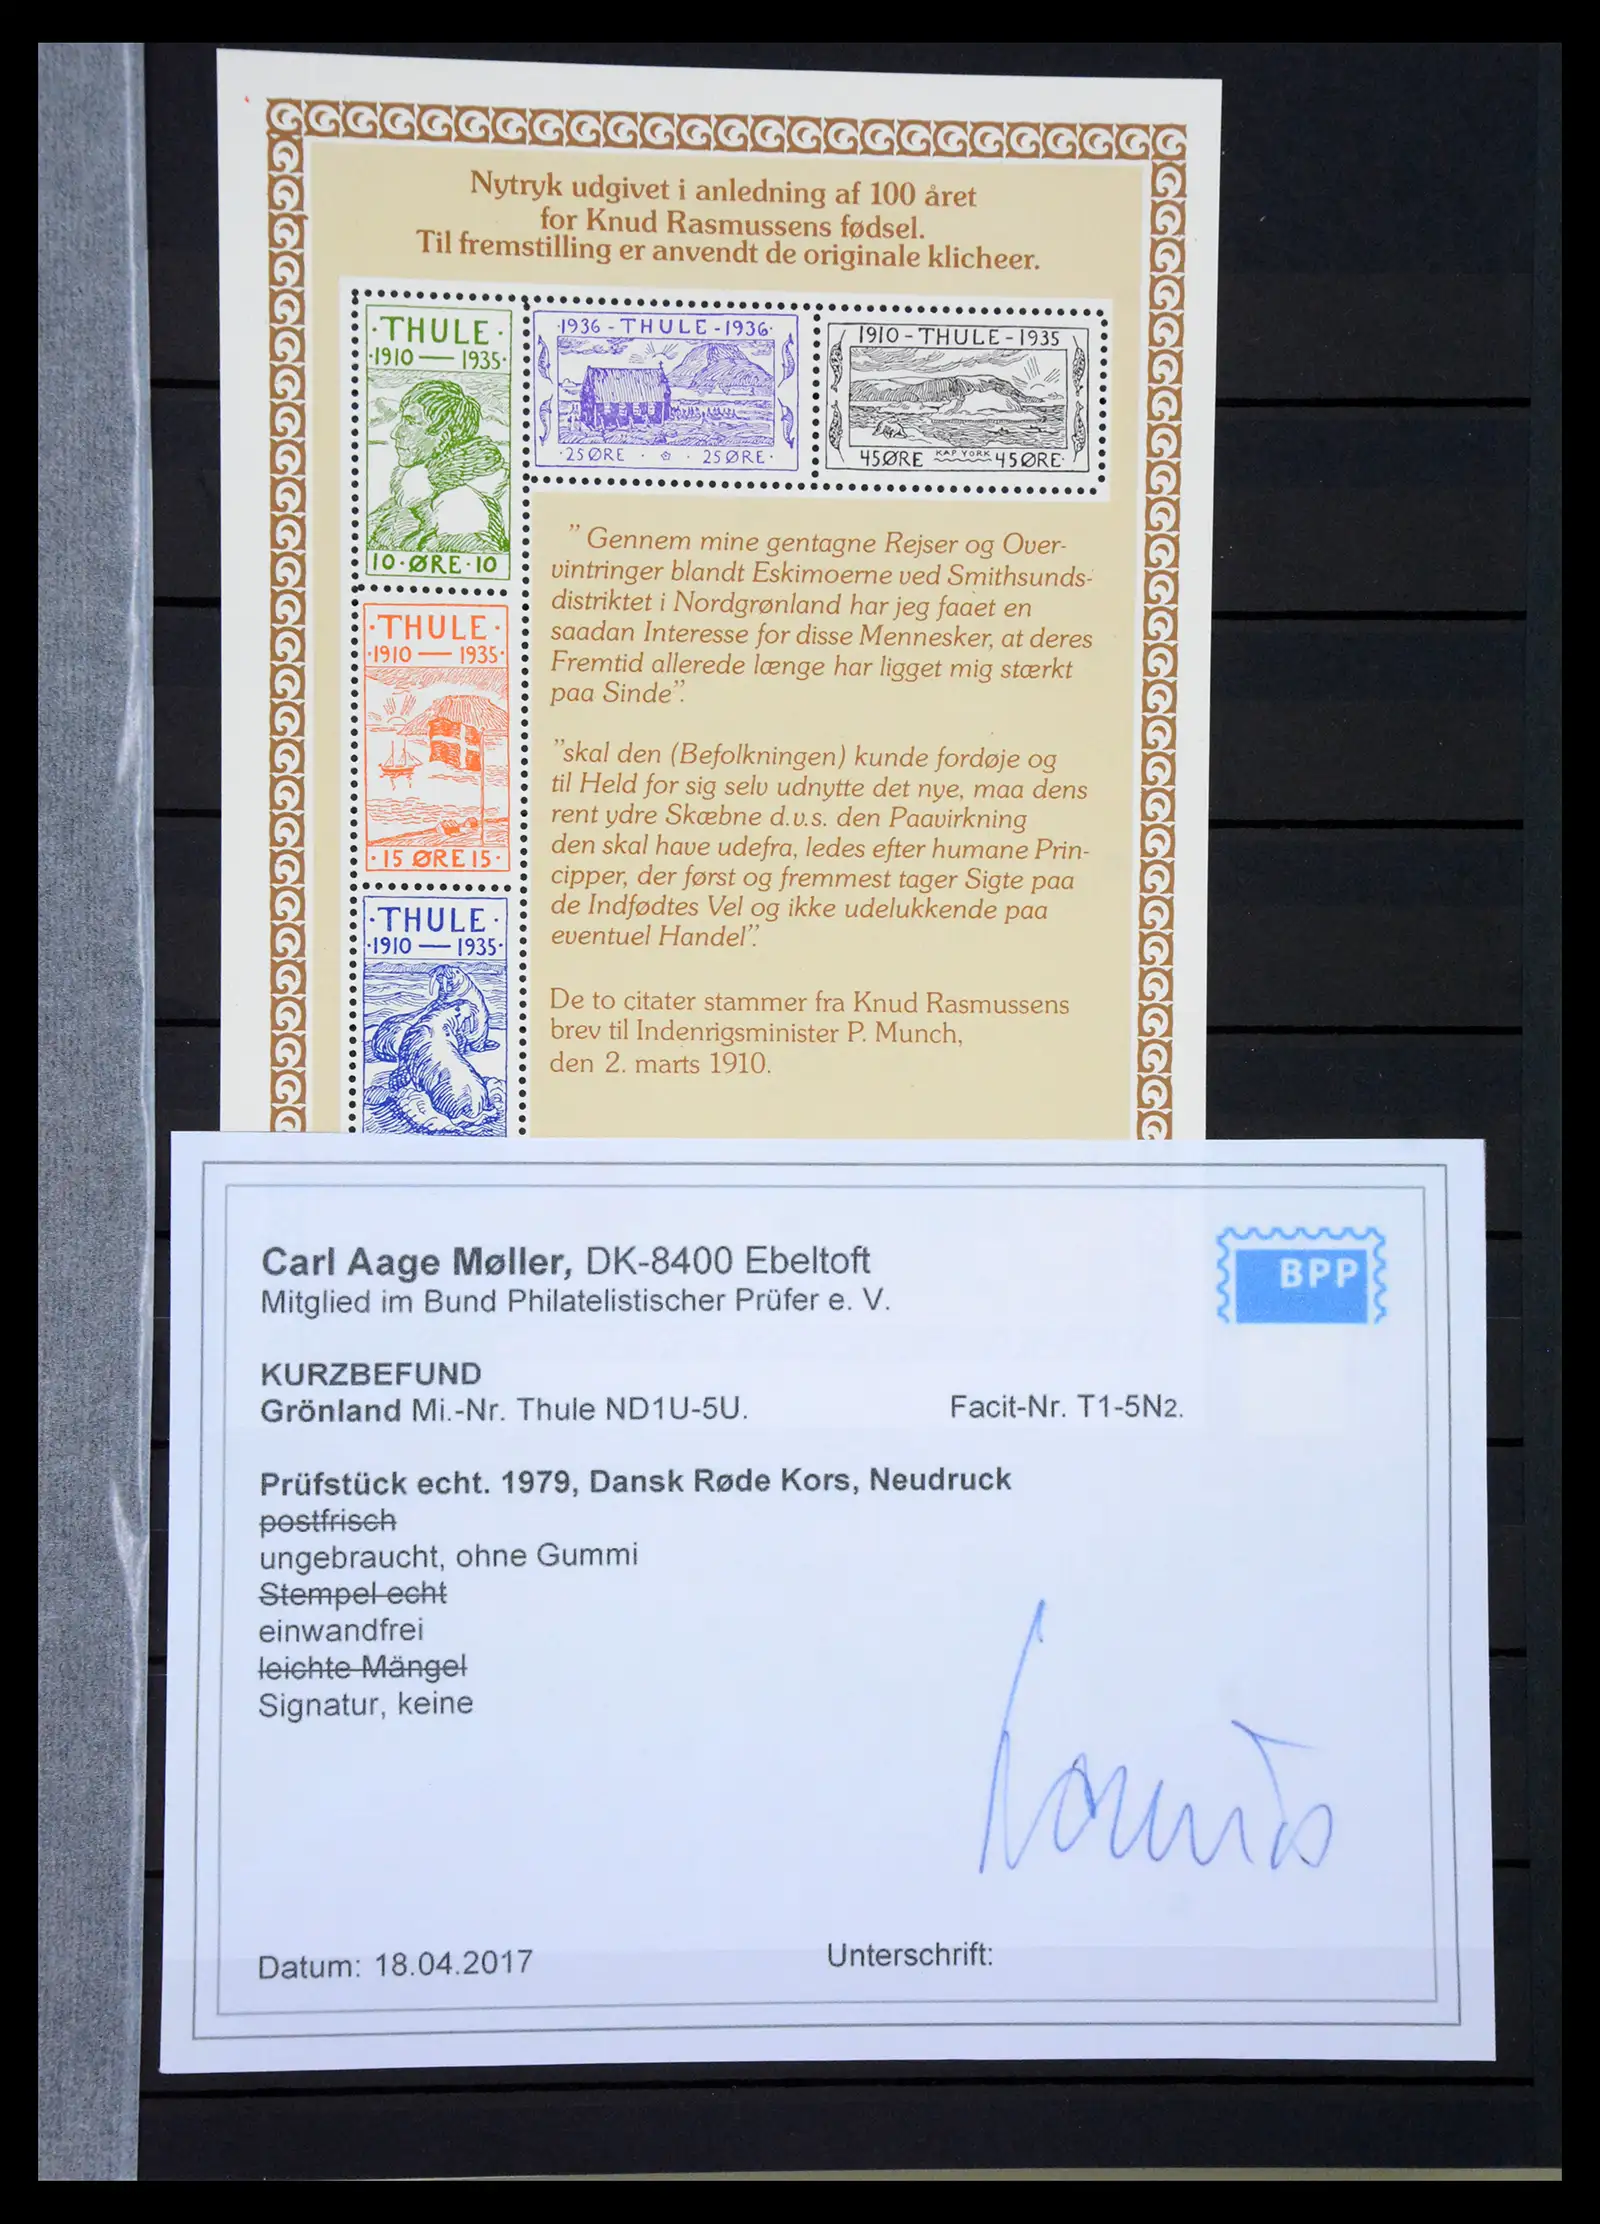 Nytryk udgivet i anledning af 100 året
for Knud Rasmussens fødsel.
Til fremstilling er anvendt de originale klicheer.
·THULE·
·1910 — 1935·
10·ØRE·10
·1936 - THULE - 1936·
·25 ØRE · · 25 ØRE·
1910 - THULE - 1935
45ØRE KAP YORK 45ØRE
·THULE·
·1910 — 1935·
·15 ØRE 15·
·THULE·
·1910 — 1935·
" Gennem mine gentagne Rejser og Over-
vintringer blandt Eskimoerne ved Smithsunds-
distriktet i Nordgrønland har jeg faaet en
saadan Interesse for disse Mennesker, at deres
Fremtid allerede længe har ligget mig stærkt
paa Sinde".
"skal den (Befolkningen) kunde fordøje og
til Held for sig selv udnytte det nye, maa dens
rent ydre Skæbne d.v.s. den Paavirkning
den skal have udefra, ledes efter humane Prin-
cipper, der først og fremmest tager Sigte paa
de Indfødtes Vel og ikke udelukkende paa
eventuel Handel".
De to citater stammer fra Knud Rasmussens
brev til Indenrigsminister P. Munch,
den 2. marts 1910.
Carl Aage Møller, DK-8400 Ebeltoft
Mitglied im Bund Philatelistischer Prüfer e. V.
BPP
KURZBEFUND
Grönland Mi.-Nr. Thule ND1U-5U. Facit-Nr. T1-5N2.
Prüfstück echt. 1979, Dansk Røde Kors, Neudruck
postfrisch
ungebraucht, ohne Gummi
Stempel echt
einwandfrei
leichte Mängel
Signatur, keine
Datum: 18.04.2017 Unterschrift: